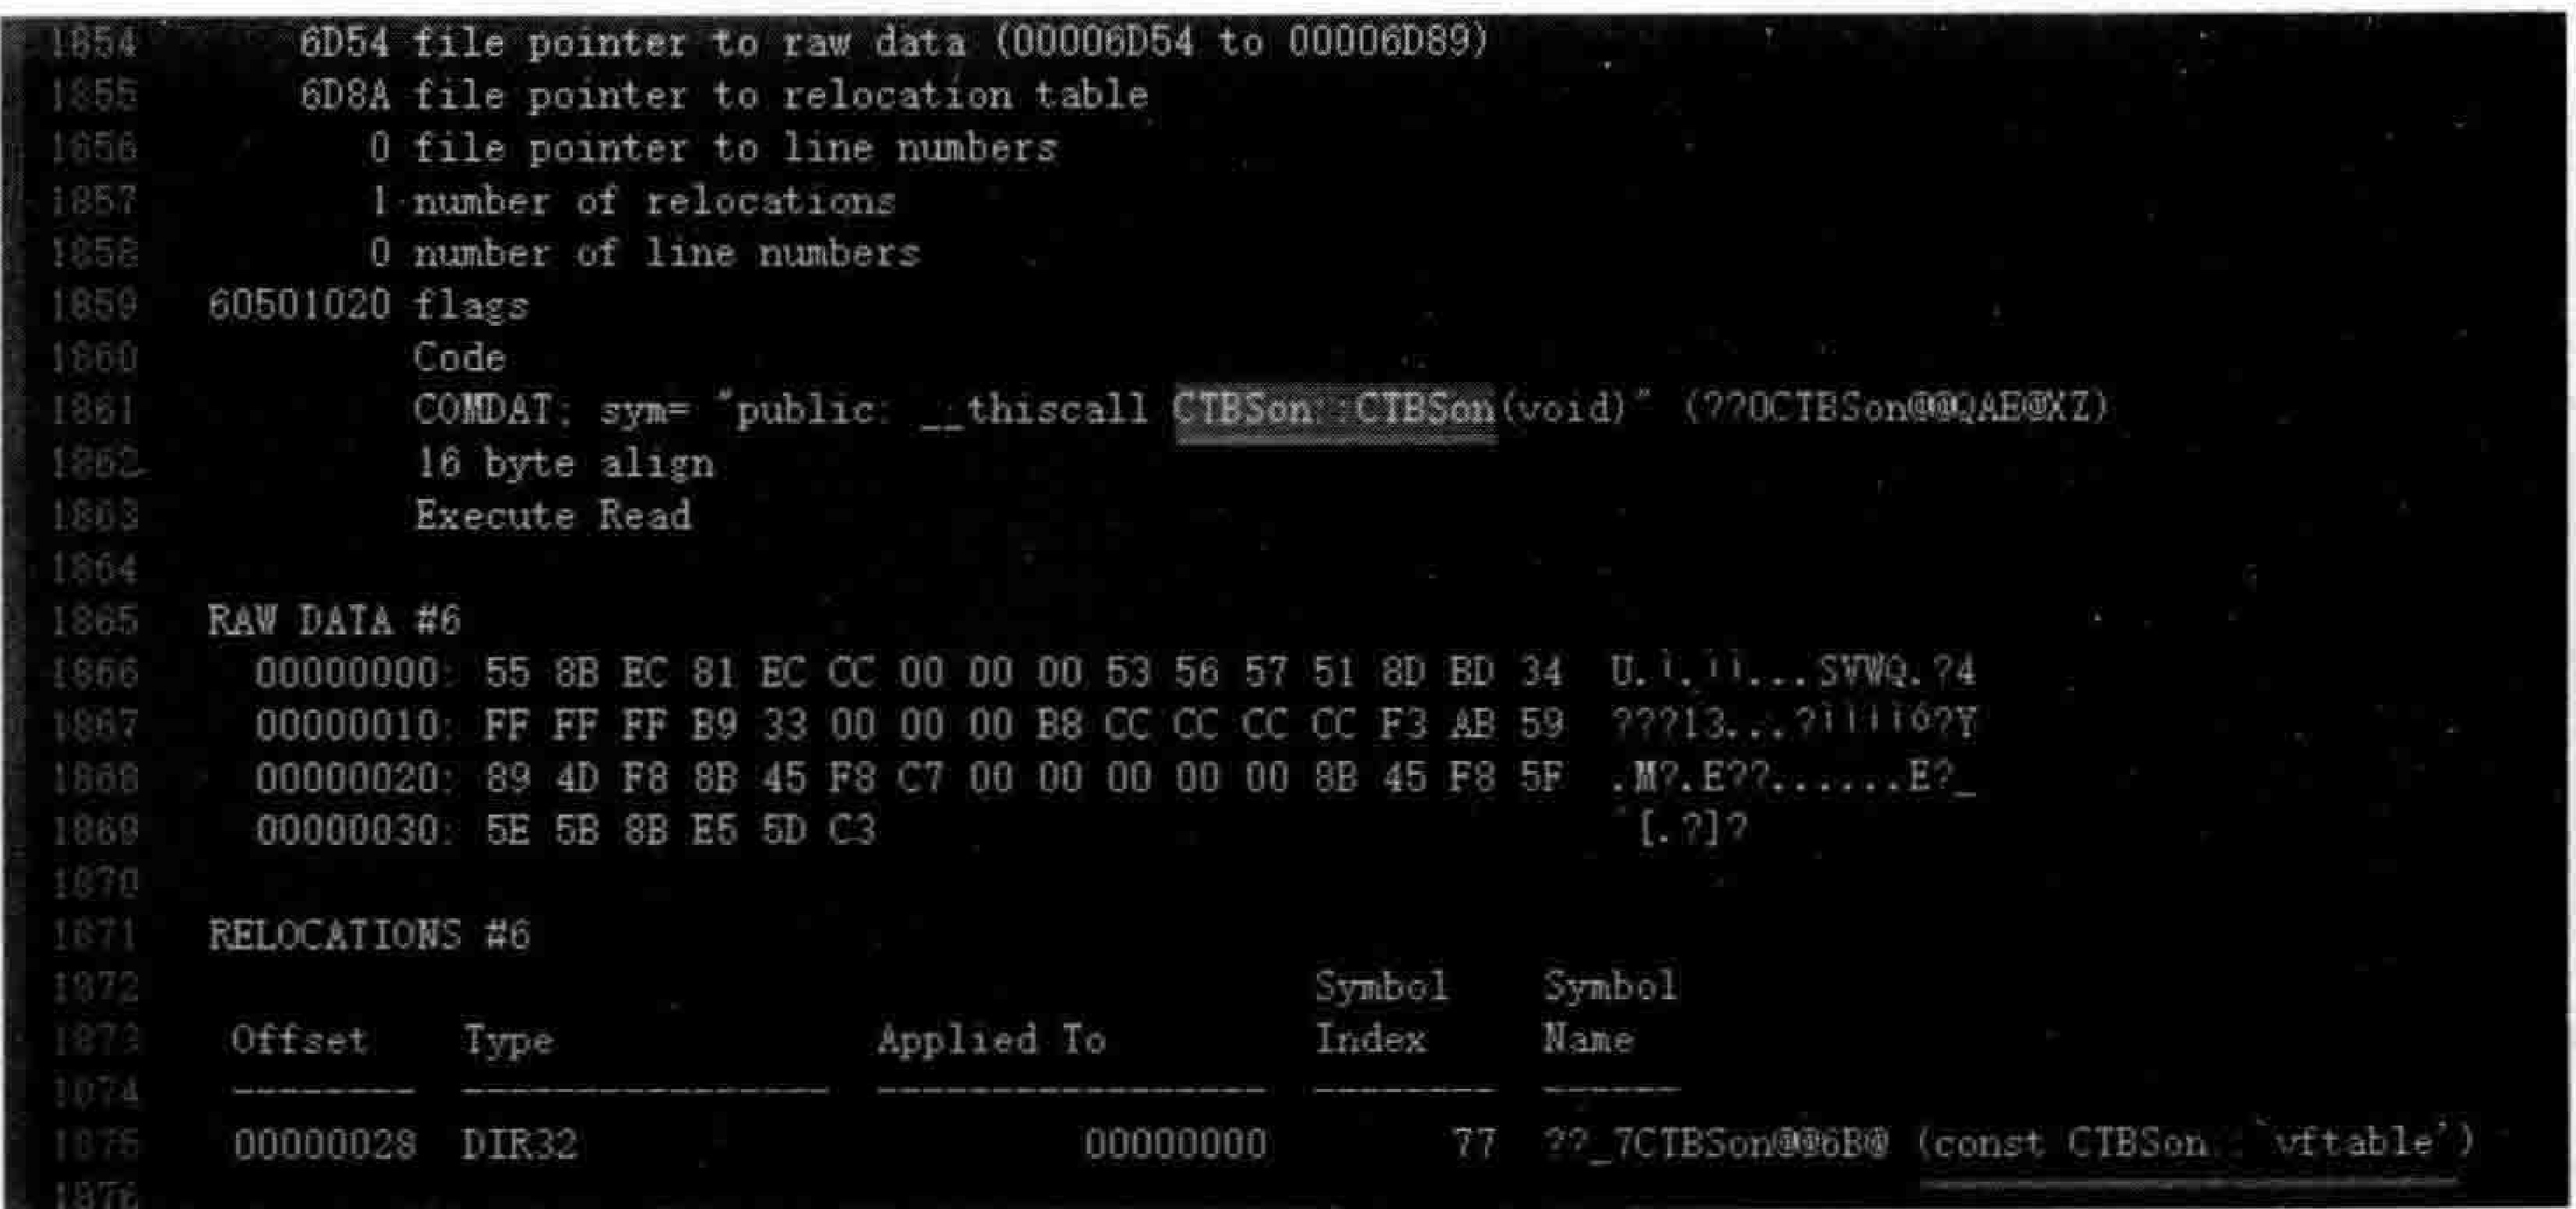 1854 6D54 file pointer to raw data (00006D54 to 00006D89)
1855 6D8A file pointer to relocation table
1856 0 file pointer to line numbers
1857 1 number of relocations
1858 0 number of line numbers
1859 60501020 flags
1860 Code
1861 COMDAT; sym= "public: __thiscall CTBSon::CTBSon(void)" (??0CTBSon@@QAE@XZ)
1862 16 byte align
1863 Execute Read
1864
1865 RAW DATA #6
1866 00000000: 55 8B EC 81 EC CC 00 00 00 53 56 57 51 8D BD 34 U.ì.ìì...SVWQ.?4
1867 00000010: FF FF FF B9 33 00 00 00 B8 CC CC CC CC F3 AB 59 ???13...?ììììó?Y
1868 00000020: 89 4D F8 8B 45 F8 C7 00 00 00 00 00 8B 45 F8 5F .M?.E??......E?_
1869 00000030: 5E 5B 8B E5 5D C3 ^[.?]?
1870
1871 RELOCATIONS #6
1872 Symbol Symbol
1873 Offset Type Applied To Index Name
1874 -------- ---------------- ----------------- -------- ------
1875 00000028 DIR32 00000000 77 ??_7CTBSon@@6B@ (const CTBSon::`vftable')
1876